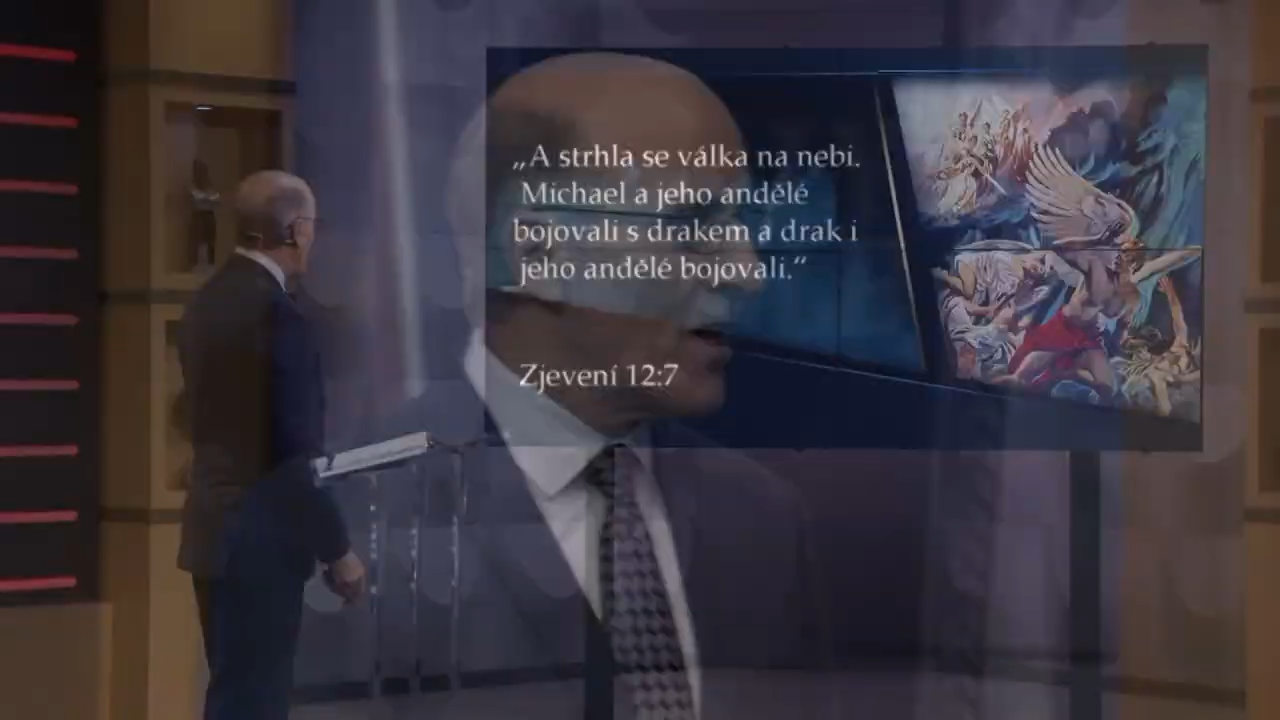 „A strhla se válka na nebi.
Michael a jeho andělé
bojovali s drakem a drak i
jeho andělé bojovali.“
Zjevení 12:7